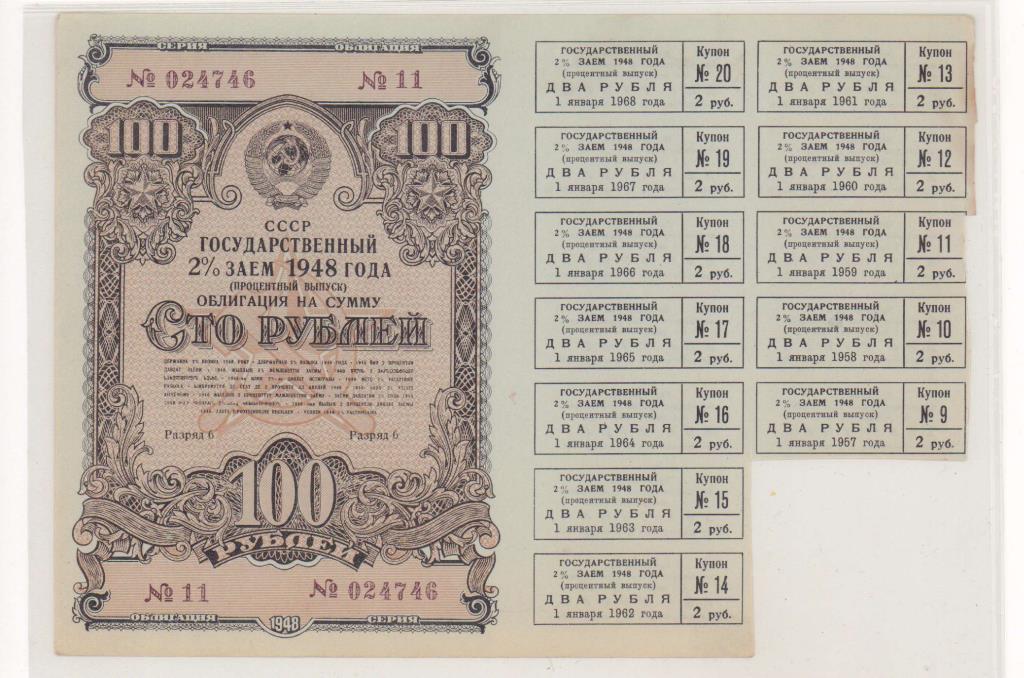 СЕРИЯ ОБЛИГАЦИЯ
№ 024746 № 11
100 100
СССР
ГОСУДАРСТВЕННЫЙ
2% ЗАЕМ 1948 ГОДА
(ПРОЦЕНТНЫЙ ВЫПУСК)
ОБЛИГАЦИЯ НА СУММУ
СТО РУБЛЕЙ
Разряд 6 Разряд 6
100
РУБЛЕЙ
№ 11 № 024746
ОБЛИГАЦИЯ 1948 СЕРИЯ
ГОСУДАРСТВЕННЫЙ
2% ЗАЕМ 1948 ГОДА
(процентный выпуск)
ДВА РУБЛЯ
1 января 1968 года
Купон
№ 20
2 руб.
ГОСУДАРСТВЕННЫЙ
2% ЗАЕМ 1948 ГОДА
(процентный выпуск)
ДВА РУБЛЯ
1 января 1961 года
Купон
№ 13
2 руб.
ГОСУДАРСТВЕННЫЙ
2% ЗАЕМ 1948 ГОДА
(процентный выпуск)
ДВА РУБЛЯ
1 января 1967 года
Купон
№ 19
2 руб.
ГОСУДАРСТВЕННЫЙ
2% ЗАЕМ 1948 ГОДА
(процентный выпуск)
ДВА РУБЛЯ
1 января 1960 года
Купон
№ 12
2 руб.
ГОСУДАРСТВЕННЫЙ
2% ЗАЕМ 1948 ГОДА
(процентный выпуск)
ДВА РУБЛЯ
1 января 1966 года
Купон
№ 18
2 руб.
ГОСУДАРСТВЕННЫЙ
2% ЗАЕМ 1948 ГОДА
(процентный выпуск)
ДВА РУБЛЯ
1 января 1959 года
Купон
№ 11
2 руб.
ГОСУДАРСТВЕННЫЙ
2% ЗАЕМ 1948 ГОДА
(процентный выпуск)
ДВА РУБЛЯ
1 января 1965 года
Купон
№ 17
2 руб.
ГОСУДАРСТВЕННЫЙ
2% ЗАЕМ 1948 ГОДА
(процентный выпуск)
ДВА РУБЛЯ
1 января 1958 года
Купон
№ 10
2 руб.
ГОСУДАРСТВЕННЫЙ
2% ЗАЕМ 1948 ГОДА
(процентный выпуск)
ДВА РУБЛЯ
1 января 1964 года
Купон
№ 16
2 руб.
ГОСУДАРСТВЕННЫЙ
2% ЗАЕМ 1948 ГОДА
(процентный выпуск)
ДВА РУБЛЯ
1 января 1957 года
Купон
№ 9
2 руб.
ГОСУДАРСТВЕННЫЙ
2% ЗАЕМ 1948 ГОДА
(процентный выпуск)
ДВА РУБЛЯ
1 января 1963 года
Купон
№ 15
2 руб.
ГОСУДАРСТВЕННЫЙ
2% ЗАЕМ 1948 ГОДА
(процентный выпуск)
ДВА РУБЛЯ
1 января 1962 года
Купон
№ 14
2 руб.